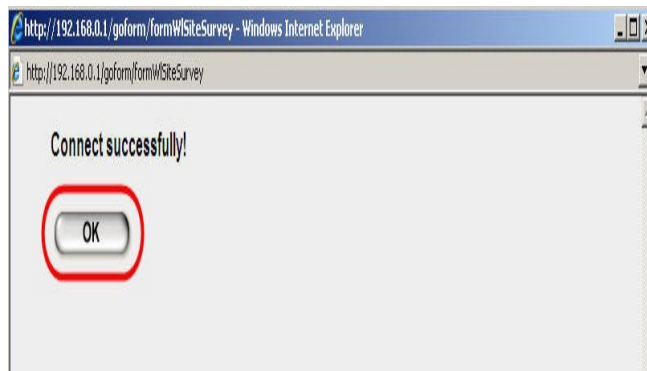 http://192.168.0.1/goform/formWlSiteSurvey - Windows Internet Explorer
http://192.168.0.1/goform/formWlSiteSurvey
Connect successfully!
OK